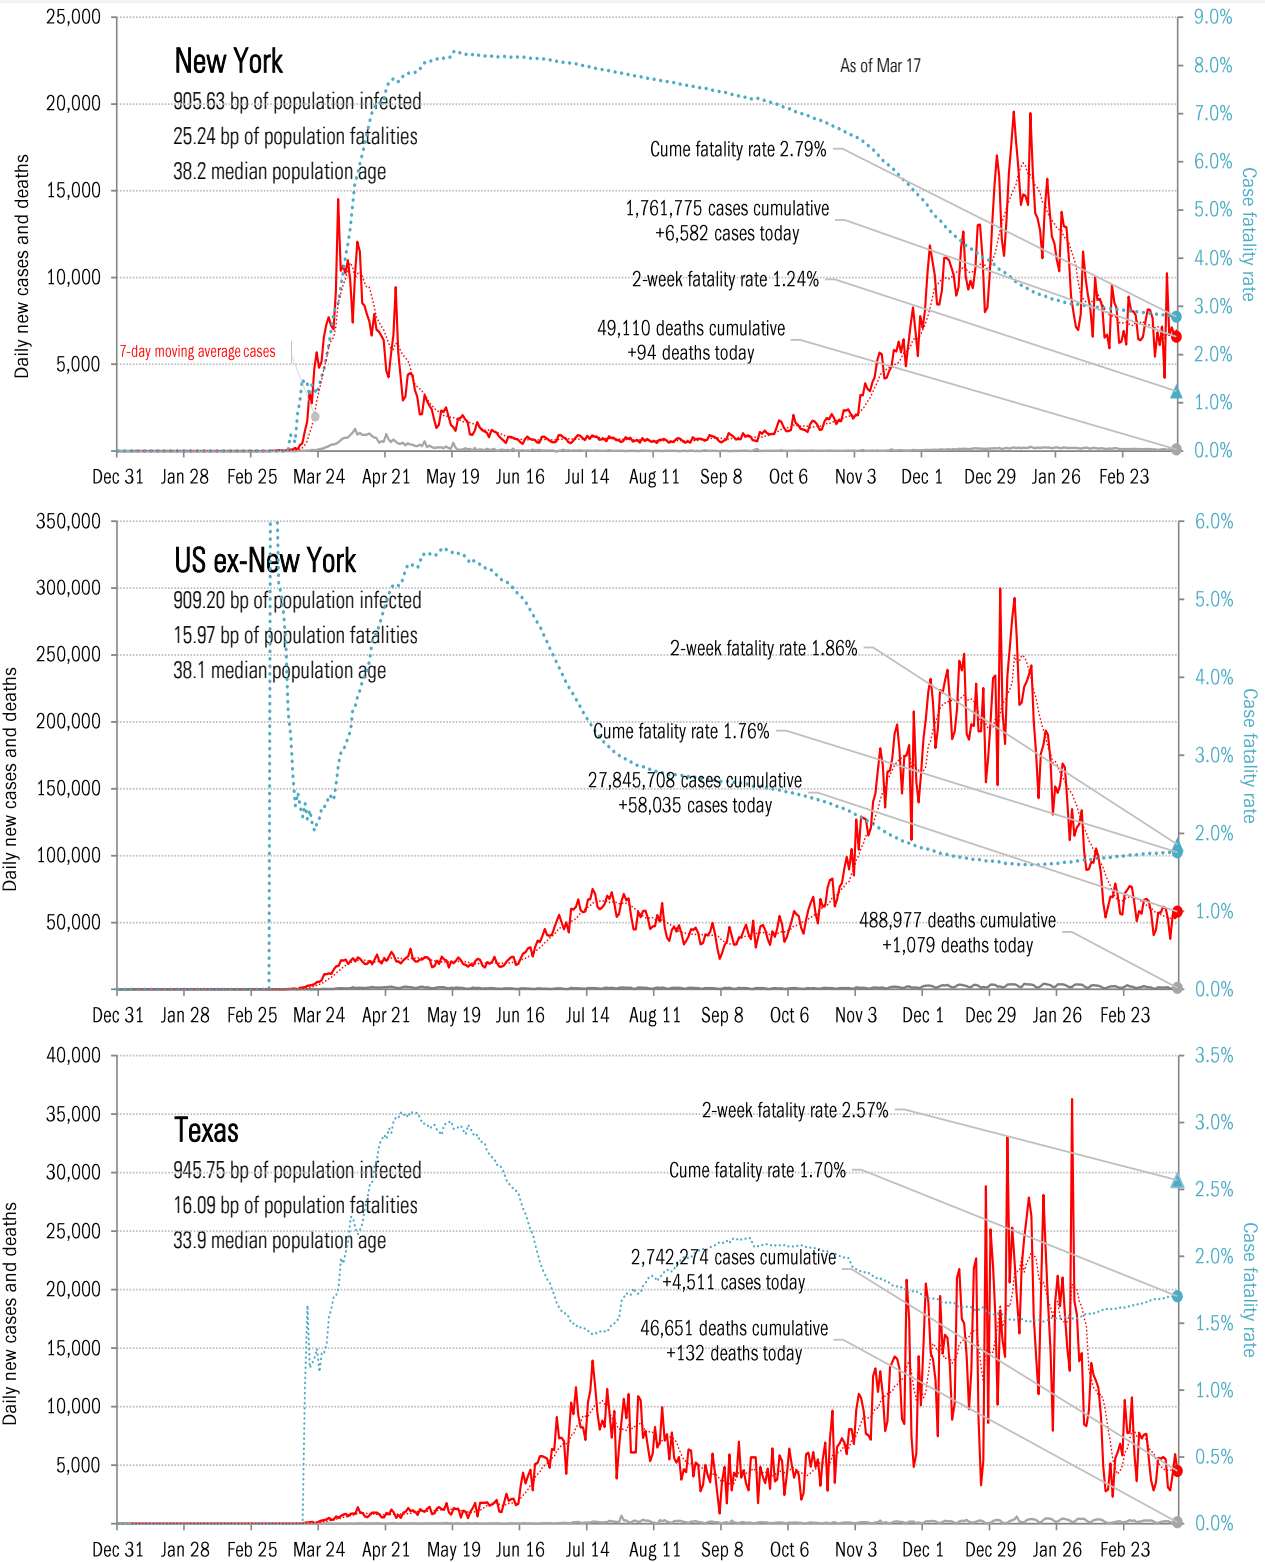 25,000
9.0%
New York
As of Mar 17
8.0%
905.63 bp of population infected
20,000
7.0%
25.24 bp of population fatalities
Cume fatality rate 2.79%
38.2 median population age
6.0%
15,000
1,761,775 cases cumulative
+6,582 cases today
5.0%
10,000
2-week fatality rate 1.24%
4.0%
49,110 deaths cumulative
+94 deaths today
3.0%
7-day moving average cases
5,000
2.0%
1.0%
0.0%
Daily new cases and deaths
Case fatality rate
Dec 31 Jan 28 Feb 25 Mar 24 Apr 21 May 19 Jun 16 Jul 14 Aug 11 Sep 8 Oct 6 Nov 3 Dec 1 Dec 29 Jan 26 Feb 23
350,000
6.0%
US ex-New York
300,000
909.20 bp of population infected
5.0%
15.97 bp of population fatalities
250,000
2-week fatality rate 1.86%
38.1 median population age
4.0%
200,000
Cume fatality rate 1.76%
3.0%
150,000
27,845,708 cases cumulative
+58,035 cases today
2.0%
100,000
50,000
1.0%
488,977 deaths cumulative
+1,079 deaths today
0.0%
Daily new cases and deaths
Case fatality rate
Dec 31 Jan 28 Feb 25 Mar 24 Apr 21 May 19 Jun 16 Jul 14 Aug 11 Sep 8 Oct 6 Nov 3 Dec 1 Dec 29 Jan 26 Feb 23
40,000
3.5%
35,000
2-week fatality rate 2.57%
Texas
3.0%
30,000
945.75 bp of population infected
Cume fatality rate 1.70%
2.5%
16.09 bp of population fatalities
25,000
33.9 median population age
2.0%
2,742,274 cases cumulative
+4,511 cases today
20,000
1.5%
46,651 deaths cumulative
+132 deaths today
15,000
1.0%
10,000
5,000
0.5%
0.0%
Daily new cases and deaths
Case fatality rate
Dec 31 Jan 28 Feb 25 Mar 24 Apr 21 May 19 Jun 16 Jul 14 Aug 11 Sep 8 Oct 6 Nov 3 Dec 1 Dec 29 Jan 26 Feb 23